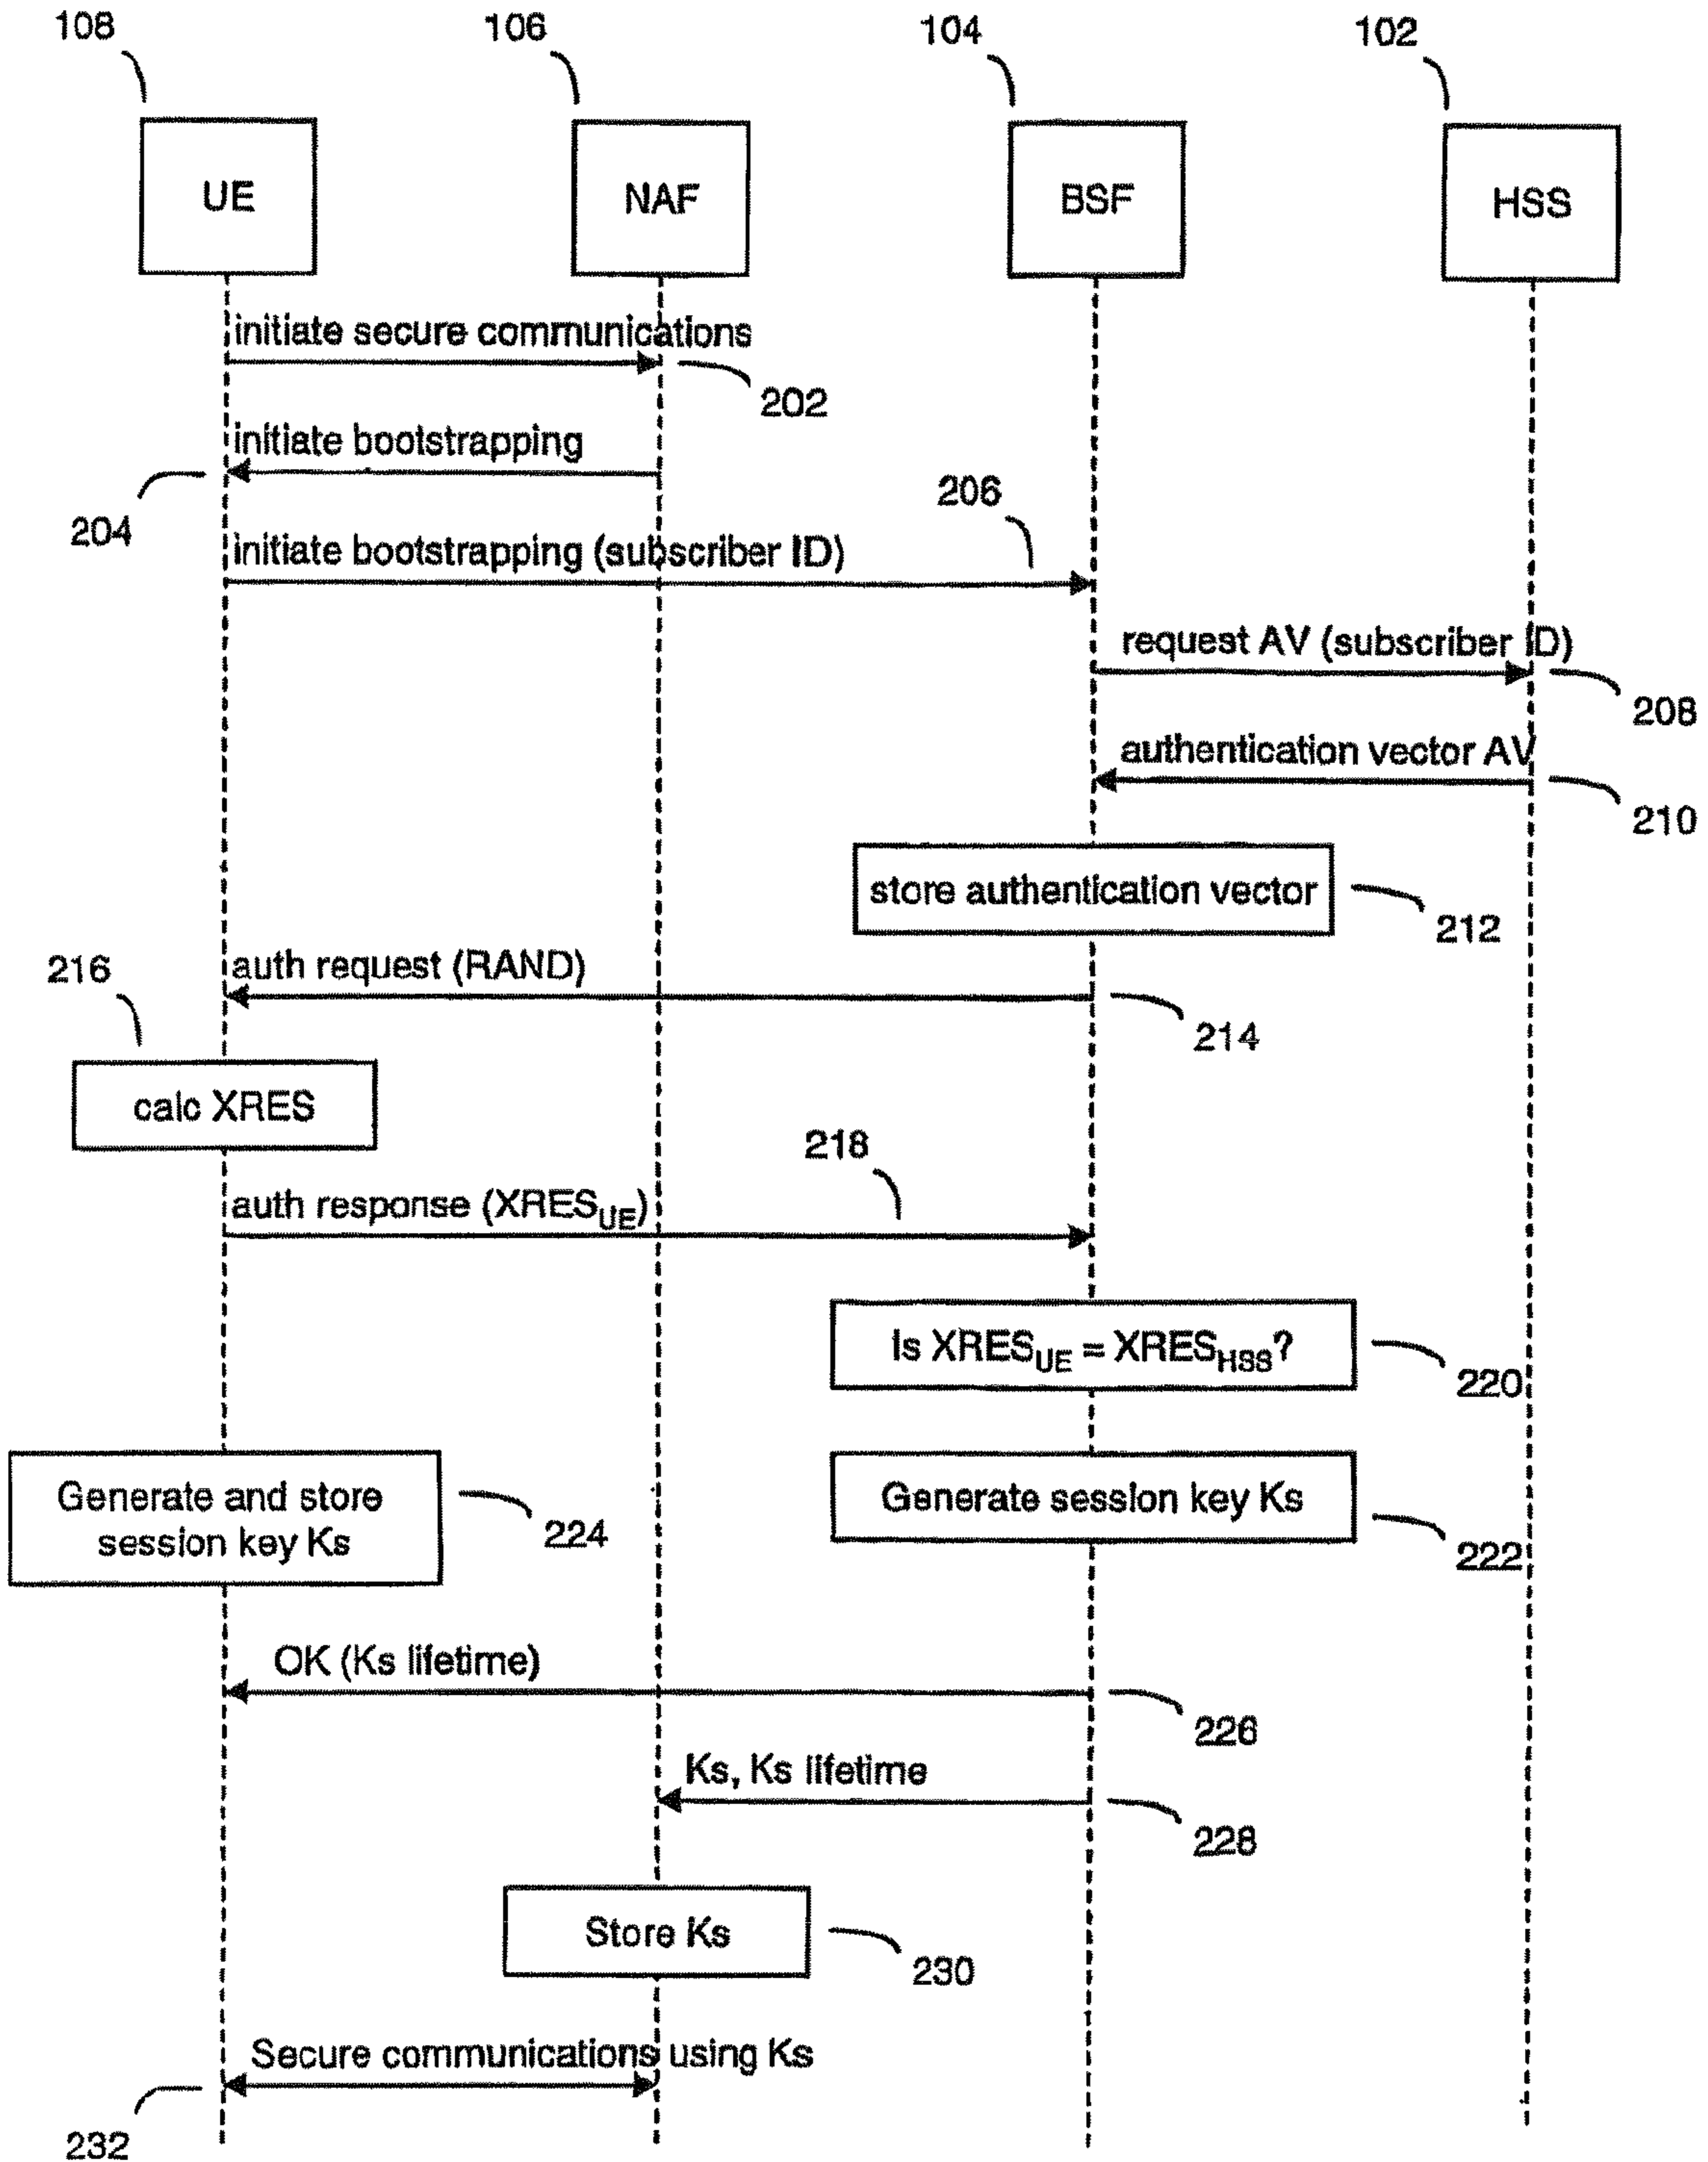 108
106
104
102
UE
NAF
BSF
HSS
initiate secure communications
202
initiate bootstrapping
204
206
initiate bootstrapping (subscriber ID)
request AV (subscriber ID)
208
authentication vector AV
210
store authentication vector
212
216
auth request (RAND)
214
calc XRES
218
auth response (XRESUE)
Is XRESUE = XRESHSS?
220
Generate and store
session key Ks
224
Generate session key Ks
222
OK (Ks lifetime)
226
Ks, Ks lifetime
228
Store Ks
230
Secure communications using Ks
232